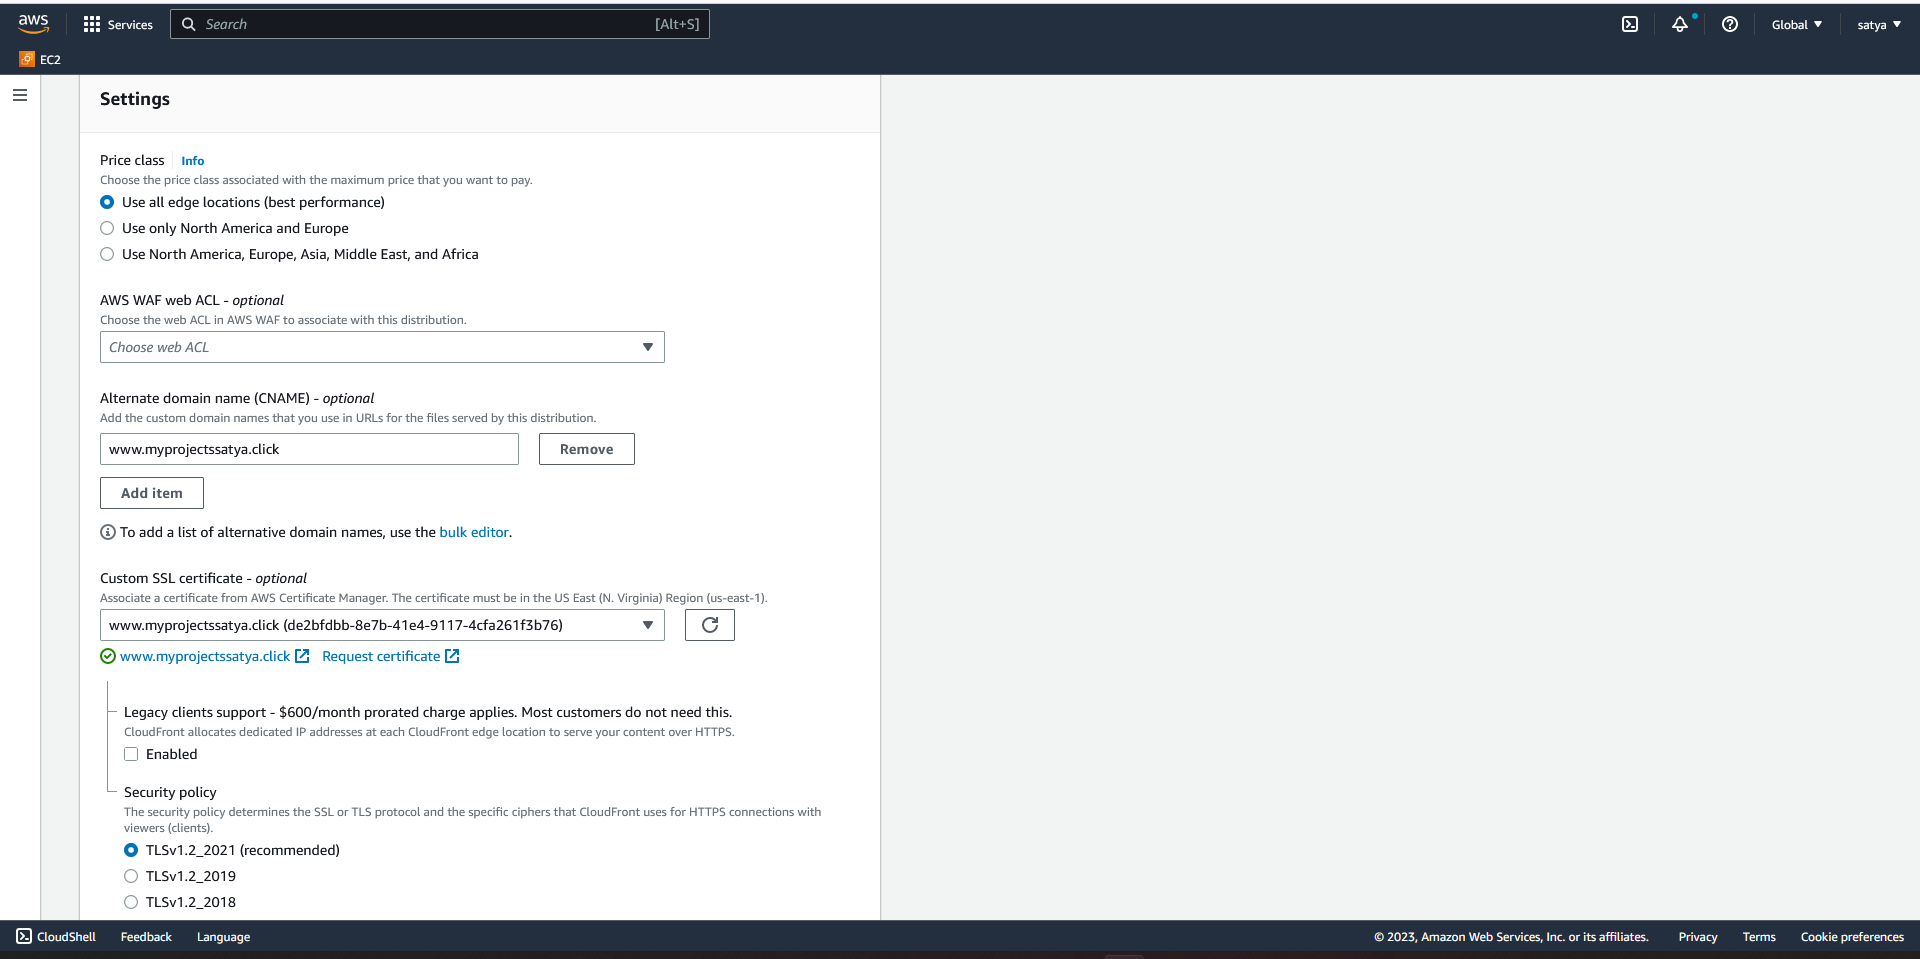 aws
Services
Search
[Alt+S]
Global
satya
EC2
Settings
Price class
Info
Choose the price class associated with the maximum price that you want to pay.
Use all edge locations (best performance)
Use only North America and Europe
Use North America, Europe, Asia, Middle East, and Africa
AWS WAF web ACL - optional
Choose the web ACL in AWS WAF to associate with this distribution.
Choose web ACL
Alternate domain name (CNAME) - optional
Add the custom domain names that you use in URLs for the files served by this distribution.
www.myprojectssatya.click
Remove
Add item
To add a list of alternative domain names, use the bulk editor.
Custom SSL certificate - optional
Associate a certificate from AWS Certificate Manager. The certificate must be in the US East (N. Virginia) Region (us-east-1).
www.myprojectssatya.click (de2bfdbb-8e7b-41e4-9117-4cfa261f3b76)
www.myprojectssatya.click
Request certificate
Legacy clients support - $600/month prorated charge applies. Most customers do not need this.
CloudFront allocates dedicated IP addresses at each CloudFront edge location to serve your content over HTTPS.
Enabled
Security policy
The security policy determines the SSL or TLS protocol and the specific ciphers that CloudFront uses for HTTPS connections with
viewers (clients).
TLSv1.2_2021 (recommended)
TLSv1.2_2019
TLSv1.2_2018
CloudShell
Feedback
Language
© 2023, Amazon Web Services, Inc. or its affiliates.
Privacy
Terms
Cookie preferences